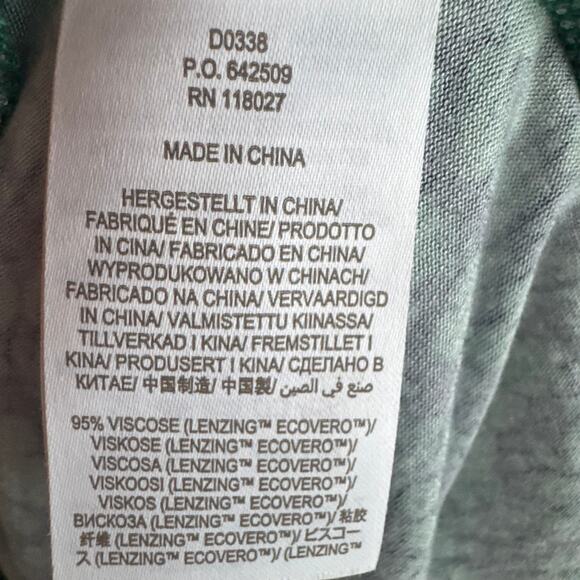 D0338
P.O. 642509
RN 118027
MADE IN CHINA
HERGESTELLT IN CHINA/
FABRIQUÉ EN CHINE/ PRODOTTO
IN CINA/ FABRICADO EN CHINA/
WYPRODUKOWANO W CHINACH/
FABRICADO NA CHINA/ VERVAARDIGD
IN CHINA/ VALMISTETTU KIINASSA/
TILLVERKAD I KINA/ FREMSTILLET I
KINA/ PRODUSERT I KINA/ СДЕЛАНО В
КИТАЕ/ 中国制造/ 中国製/ صنع في الصين/
95% VISCOSE (LENZING™ ECOVERO™)/
VISKOSE (LENZING™ ECOVERO™)/
VISCOSA (LENZING™ ECOVERO™)/
VISKOOSI (LENZING™ ECOVERO™)/
VISKOS (LENZING™ ECOVERO™)/
ВИСКОЗА (LENZING™ ECOVERO™)/ 粘胶
纤维 (LENZING™ ECOVERO™)/ ビスコー
ス (LENZING™ ECOVERO™)/ (LENZING™